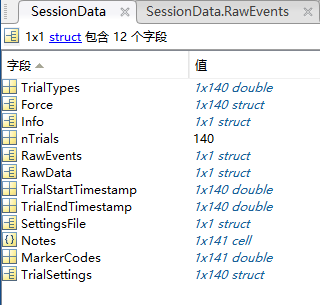 SessionData SessionData.RawEvents
1x1 struct 包含 12 个字段
字段 值
TrialTypes 1x140 double
Force 1x140 struct
Info 1x1 struct
nTrials 140
RawEvents 1x1 struct
RawData 1x1 struct
TrialStartTimestamp 1x140 double
TrialEndTimestamp 1x140 double
SettingsFile 1x1 struct
Notes 1x141 cell
MarkerCodes 1x141 double
TrialSettings 1x140 struct